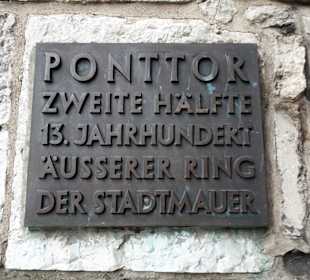 PONTTOR
ZWEITE HÄLFTE
13. JAHRHUNDERT
ÄUSSERER RING
DER STADTMAUER